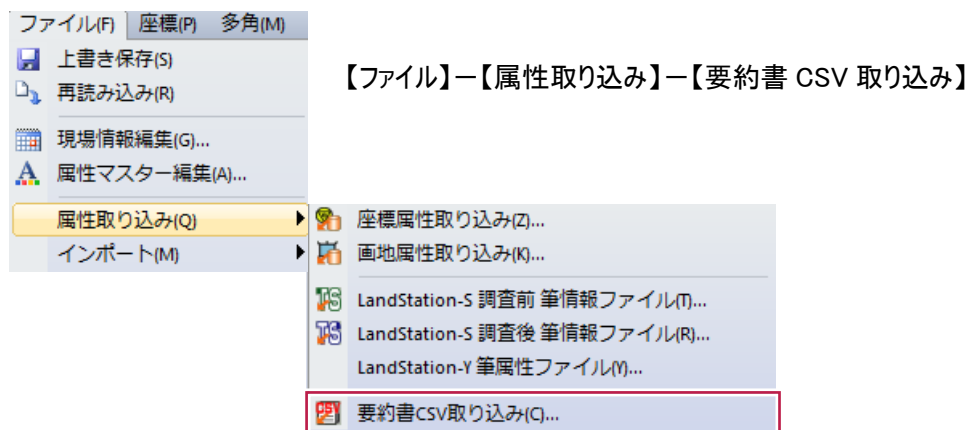 ファイル(F) 座標(P) 多角(M)
上書き保存(S)
再読み込み(R)
【ファイル】－【属性取り込み】－【要約書 CSV 取り込み】
現場情報編集(G)...
属性マスター編集(A)...
属性取り込み(Q)
インポート(M)
座標属性取り込み(Z)...
画地属性取り込み(K)...
LandStation-S 調査前 筆情報ファイル(T)...
LandStation-S 調査後 筆情報ファイル(R)...
LandStation-Y 筆属性ファイル(Y)...
要約書CSV取り込み(C)...